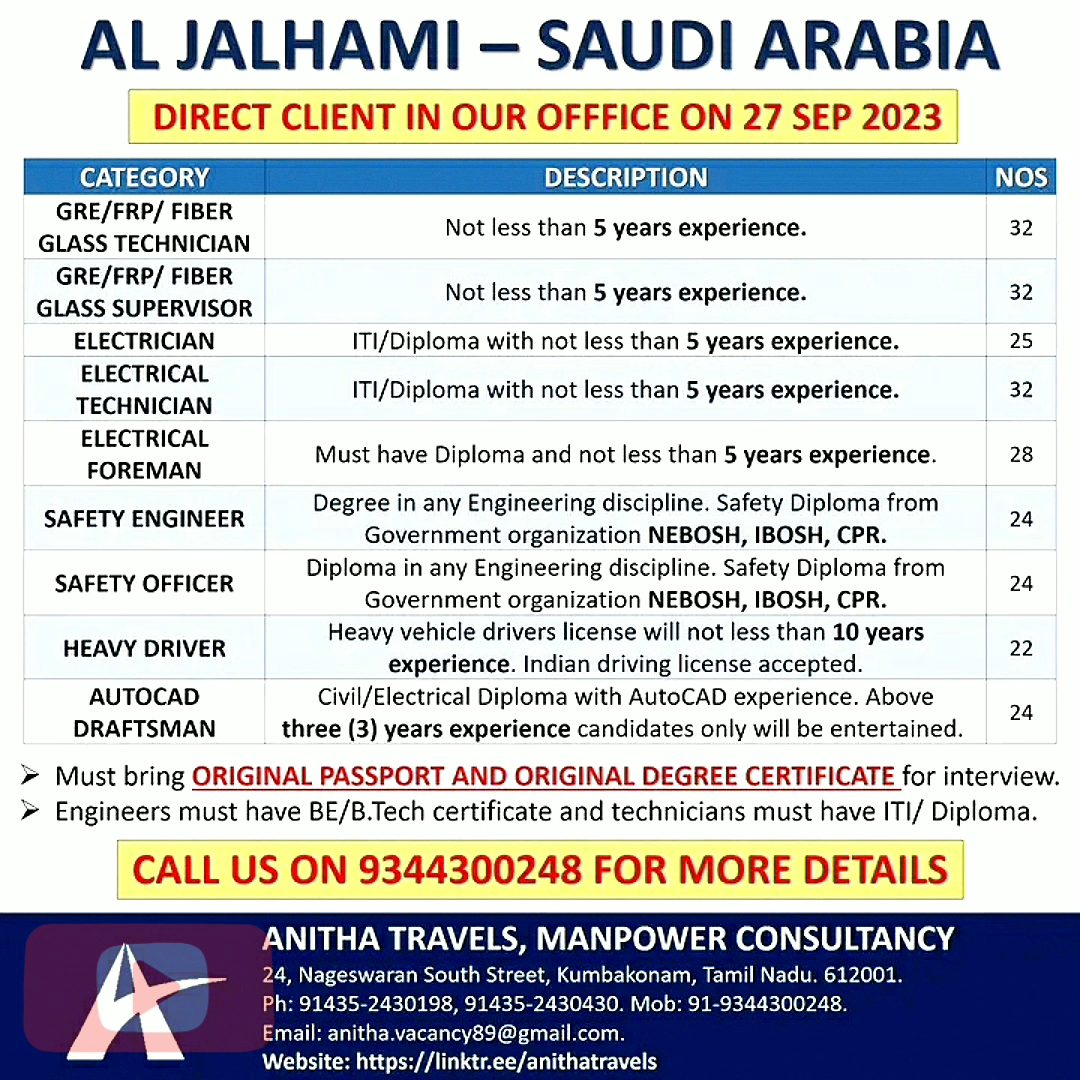 AL JALHAMI – SAUDI ARABIA
DIRECT CLIENT IN OUR OFFFICE ON 27 SEP 2023
CATEGORY DESCRIPTION NOS
GRE/FRP/ FIBER
GLASS TECHNICIAN
Not less than 5 years experience.
32
GRE/FRP/ FIBER
GLASS SUPERVISOR
Not less than 5 years experience.
32
ELECTRICIAN
ITI/Diploma with not less than 5 years experience.
25
ELECTRICAL
TECHNICIAN
ITI/Diploma with not less than 5 years experience.
32
ELECTRICAL
FOREMAN
Must have Diploma and not less than 5 years experience.
28
SAFETY ENGINEER
Degree in any Engineering discipline. Safety Diploma from
Government organization NEBOSH, IBOSH, CPR.
24
SAFETY OFFICER
Diploma in any Engineering discipline. Safety Diploma from
Government organization NEBOSH, IBOSH, CPR.
24
HEAVY DRIVER
Heavy vehicle drivers license will not less than 10 years
experience. Indian driving license accepted.
22
AUTOCAD
DRAFTSMAN
Civil/Electrical Diploma with AutoCAD experience. Above
three (3) years experience candidates only will be entertained.
24
➢ Must bring ORIGINAL PASSPORT AND ORIGINAL DEGREE CERTIFICATE for interview.
➢ Engineers must have BE/B.Tech certificate and technicians must have ITI/ Diploma.
CALL US ON 9344300248 FOR MORE DETAILS
ANITHA TRAVELS, MANPOWER CONSULTANCY
24, Nageswaran South Street, Kumbakonam, Tamil Nadu. 612001.
Ph: 91435-2430198, 91435-2430430. Mob: 91-9344300248.
Email: anitha.vacancy89@gmail.com.
Website: https://linktr.ee/anithatravels